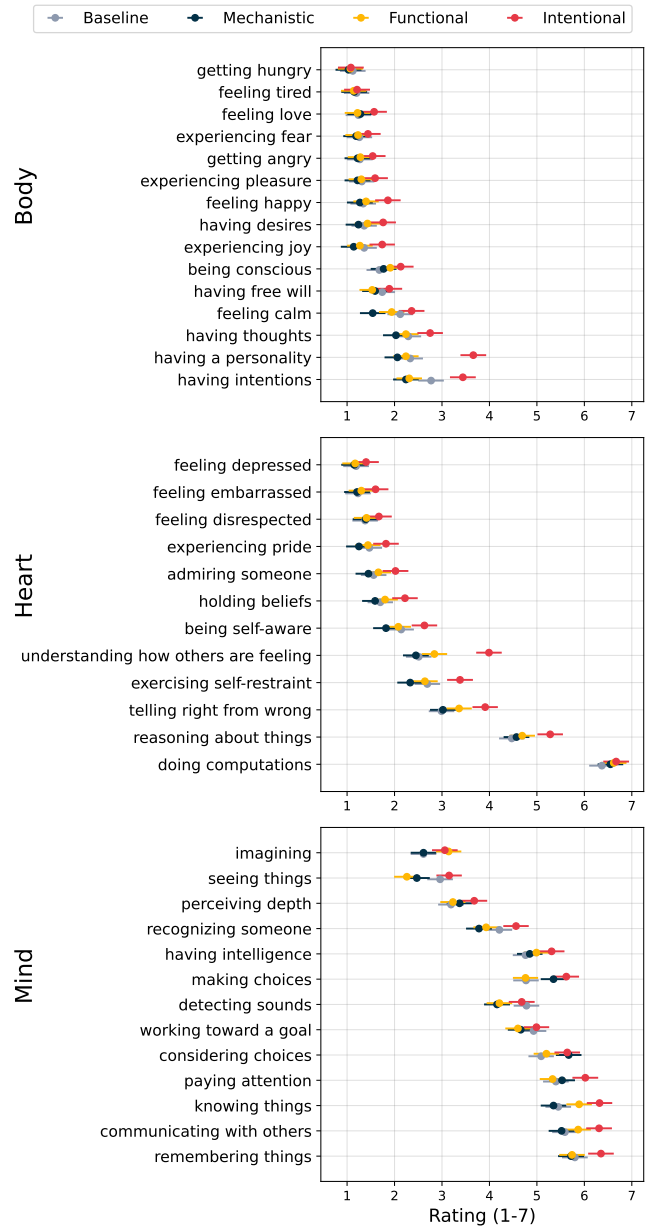 Baseline Mechanistic Functional Intentional
Body
getting hungry
feeling tired
feeling love
experiencing fear
getting angry
experiencing pleasure
feeling happy
having desires
experiencing joy
being conscious
having free will
feeling calm
having thoughts
having a personality
having intentions
1 2 3 4 5 6 7
Heart
feeling depressed
feeling embarrassed
feeling disrespected
experiencing pride
admiring someone
holding beliefs
being self-aware
understanding how others are feeling
exercising self-restraint
telling right from wrong
reasoning about things
doing computations
1 2 3 4 5 6 7
Mind
imagining
seeing things
perceiving depth
recognizing someone
having intelligence
making choices
detecting sounds
working toward a goal
considering choices
paying attention
knowing things
communicating with others
remembering things
1 2 3 4 5 6 7
Rating (1-7)